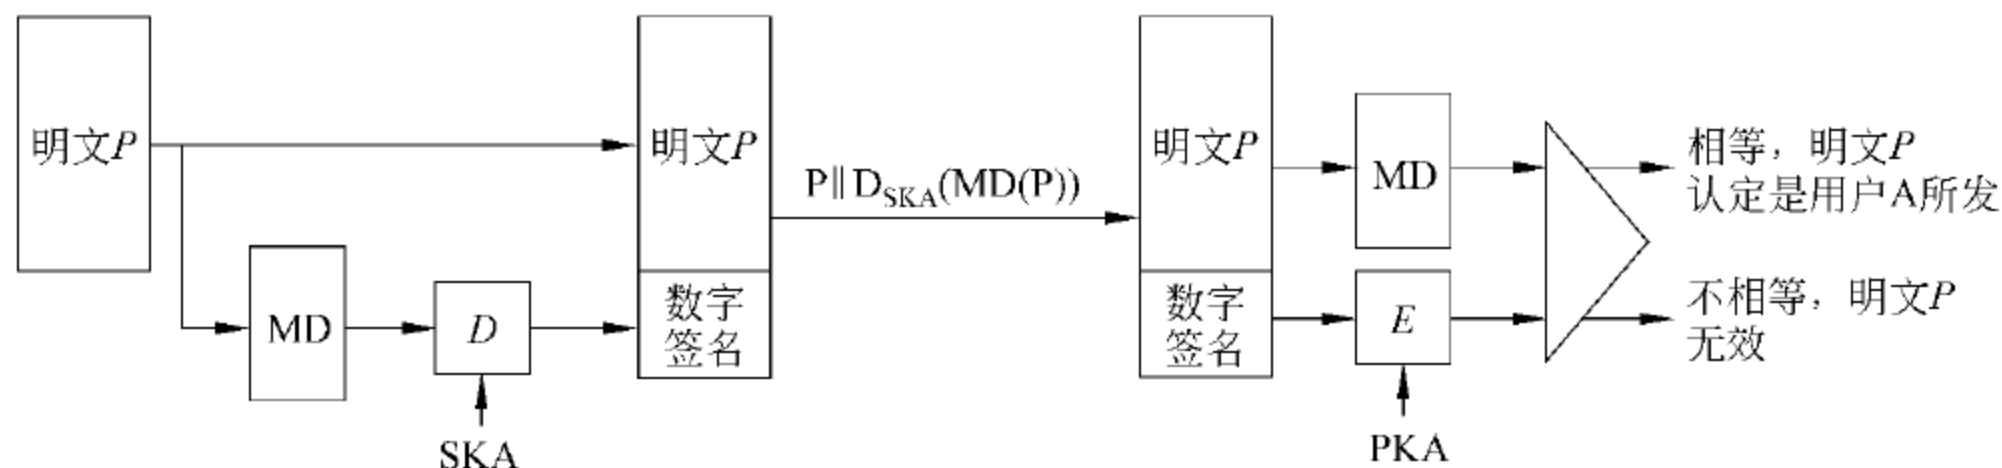 明文P
MD
D
SKA
明文P
数字
签名
P‖D_SKA(MD(P))
明文P
数字
签名
MD
E
PKA
相等，明文P
认定是用户A所发
不相等，明文P
无效